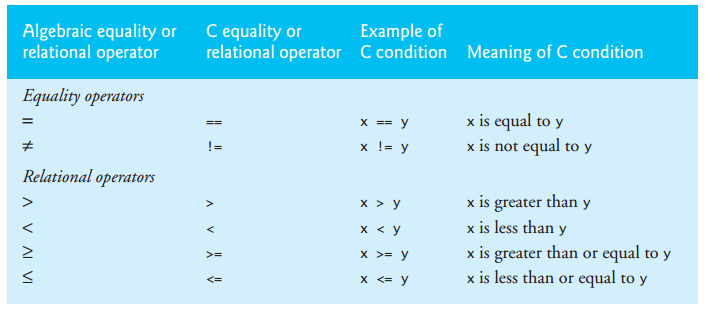 Algebraic equality or relational operator C equality or relational operator Example of C condition Meaning of C condition
Equality operators
= == x == y x is equal to y
≠ != x != y x is not equal to y
Relational operators
> > x > y x is greater than y
< < x < y x is less than y
≥ >= x >= y x is greater than or equal to y
≤ <= x <= y x is less than or equal to y